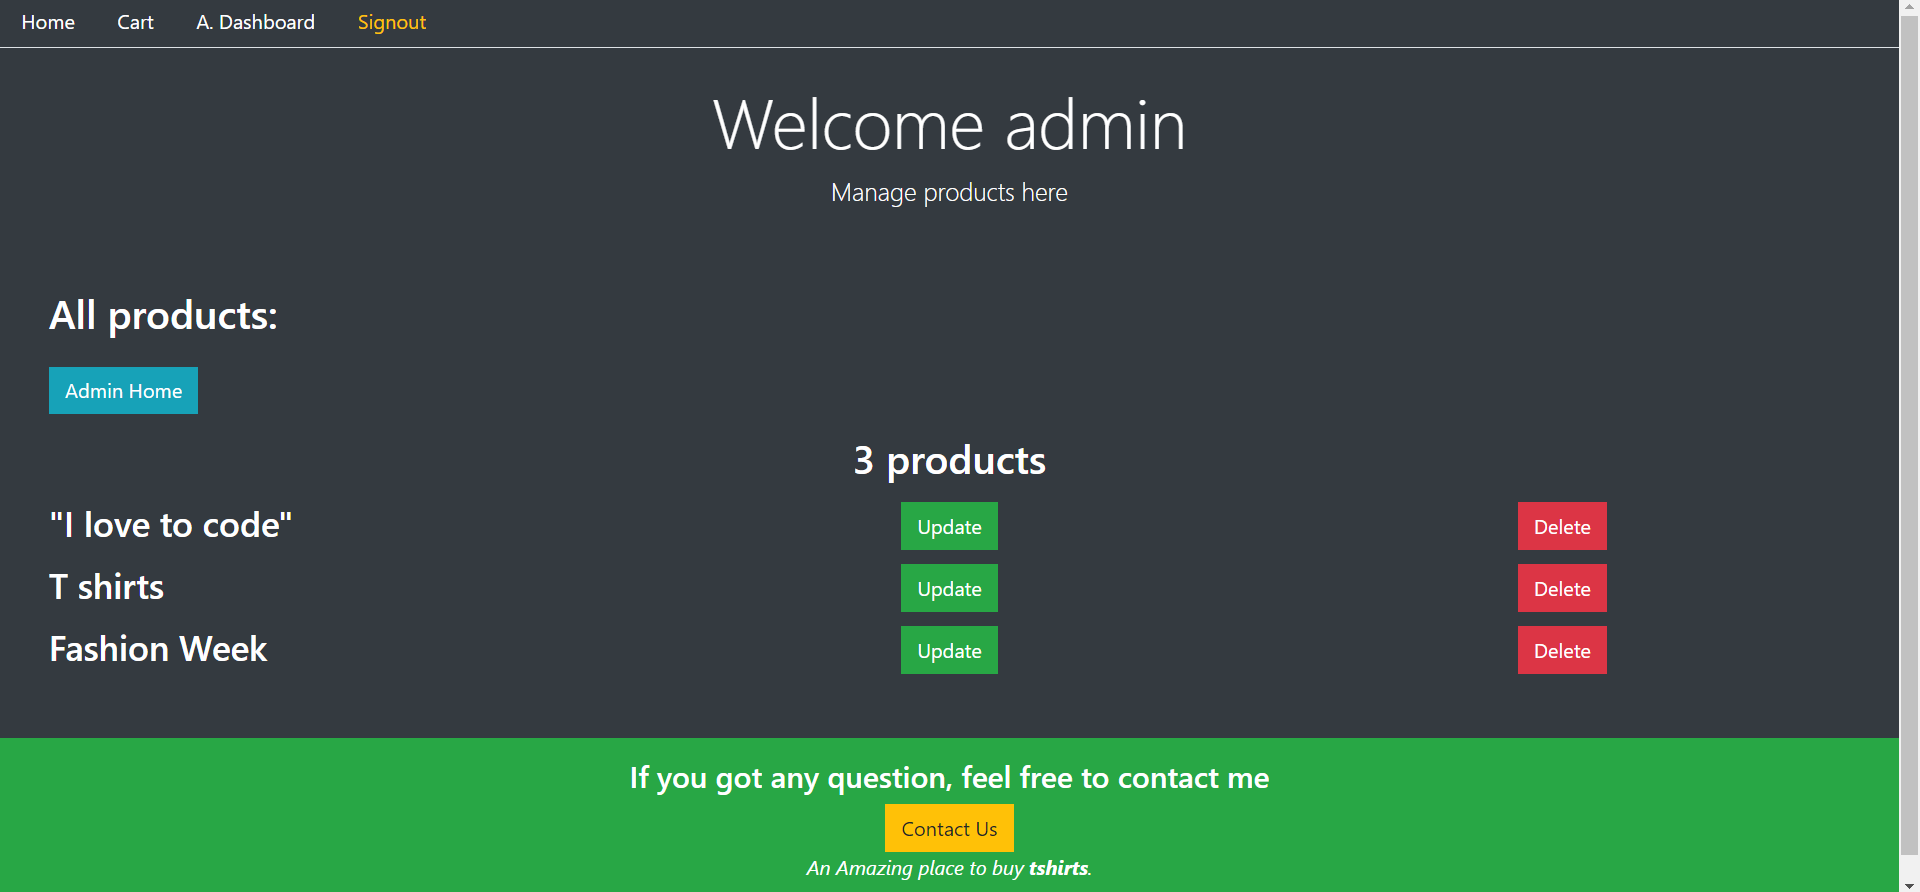 Home Cart A. Dashboard Signout
Welcome admin
Manage products here
All products:
Admin Home
3 products
"I love to code" Update Delete
T shirts Update Delete
Fashion Week Update Delete
If you got any question, feel free to contact me
Contact Us
An Amazing place to buy tshirts.